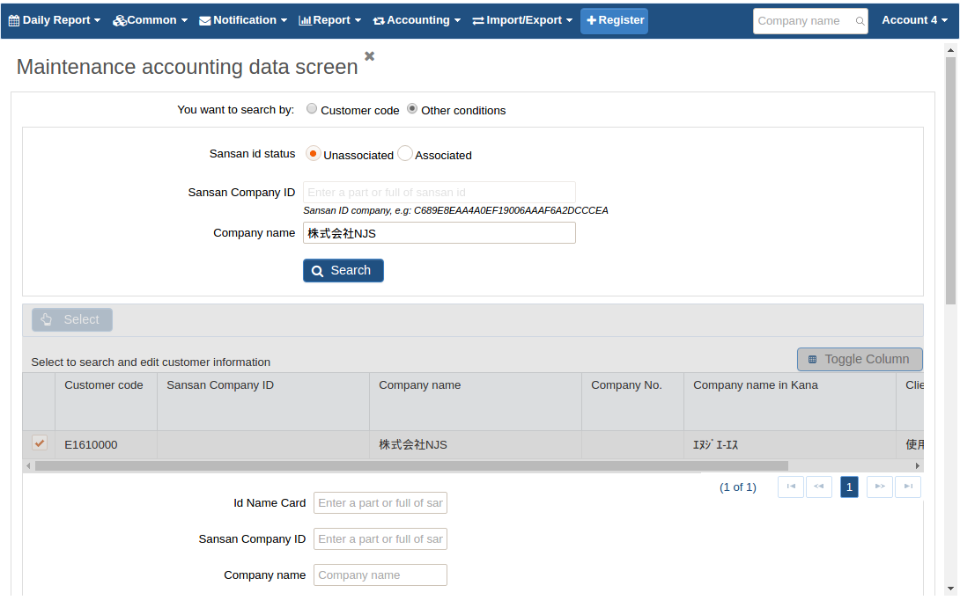 Daily Report Common Notification Report Accounting Import/Export Register Company name Account 4
Maintenance accounting data screen
You want to search by: Customer code Other conditions
Sansan id status Unassociated Associated
Sansan Company ID Enter a part or full of sansan id
Sansan ID company, e.g: C689E8EAA4A0EF19006AAAF6A2DCCCEA
Company name 株式会社NJS
Search
Select
Select to search and edit customer information Toggle Column
Customer code Sansan Company ID Company name Company No. Company name in Kana Clie
E1610000 株式会社NJS ｴﾇｼﾞｴｰｴｽ 使用
(1 of 1) 1
Id Name Card Enter a part or full of sar
Sansan Company ID Enter a part or full of sar
Company name Company name